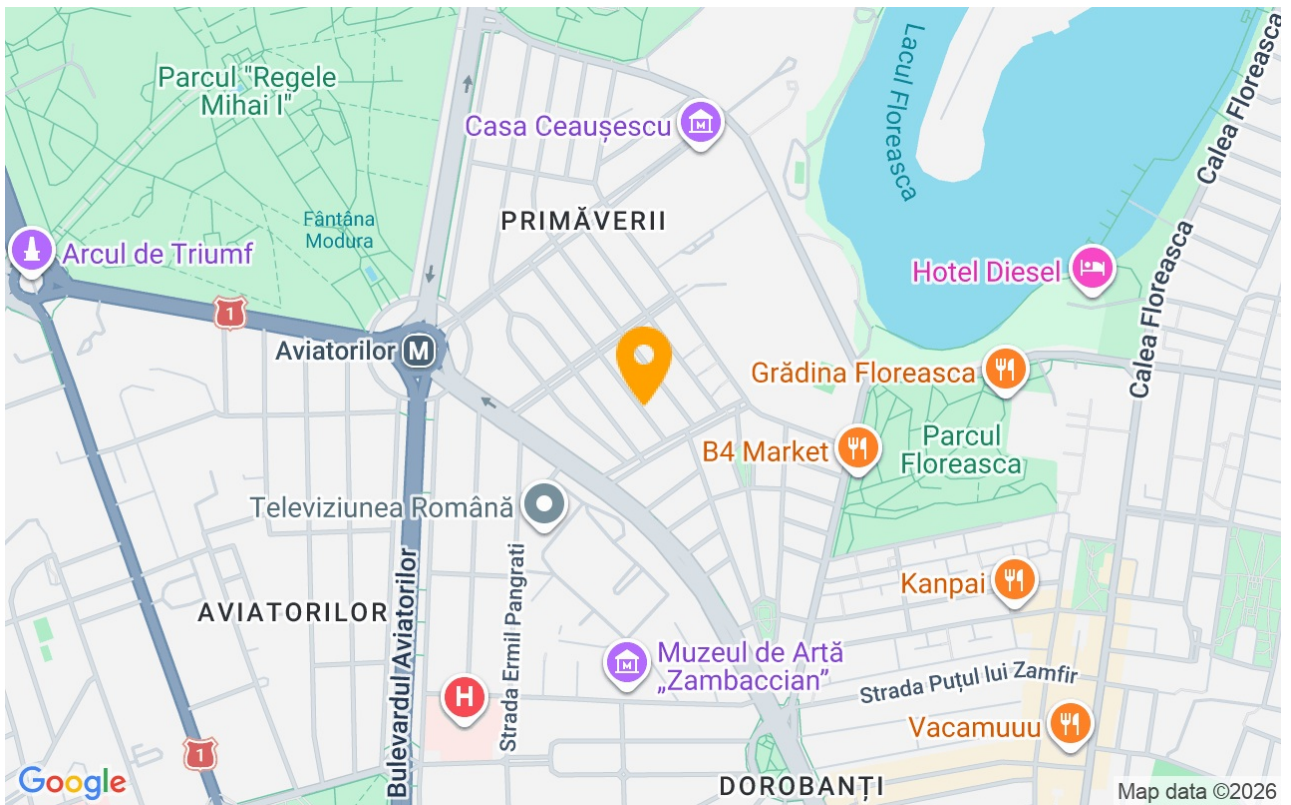 Parcul "Regele
Mihai I"
Casa Ceaușescu
Lacul Floreasca
Calea Floreasca
PRIMĂVERII
Fântâna
Modura
Arcul de Triumf
Hotel Diesel
1
Calea Floreasca
Aviatorilor M
Grădina Floreasca
B4 Market
Parcul
Floreasca
Televiziunea Română
Strada Ermil Pangrati
Bulevardul Aviatorilor
Kanpai
AVIATORILOR
Muzeul de Artă
„Zambaccian”
Strada Puțul lui Zamfir
H
Vacamuuu
1
DOROBANȚI
Google
Map data ©2026